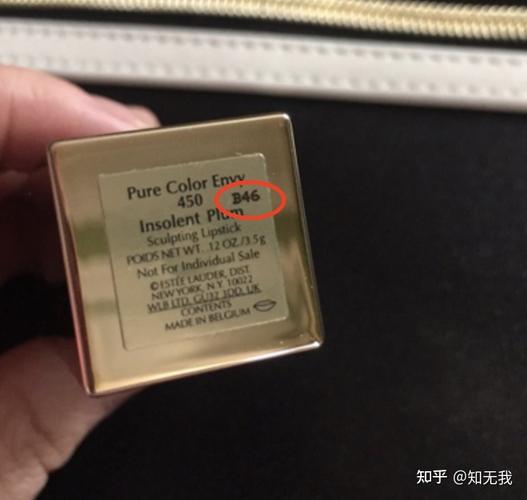 Pure Color Envy
450 B46
Insolent Plum
Sculpting Lipstick
POIDS NET WT. .12 OZ./3.5g
Not For Individual Sale
©ESTÉE LAUDER, DIST.
NEW YORK, N.Y. 10022
WLB LTD, GU32 3DD, UK
CONTENTS
MADE IN BELGIUM
知乎 @知无我